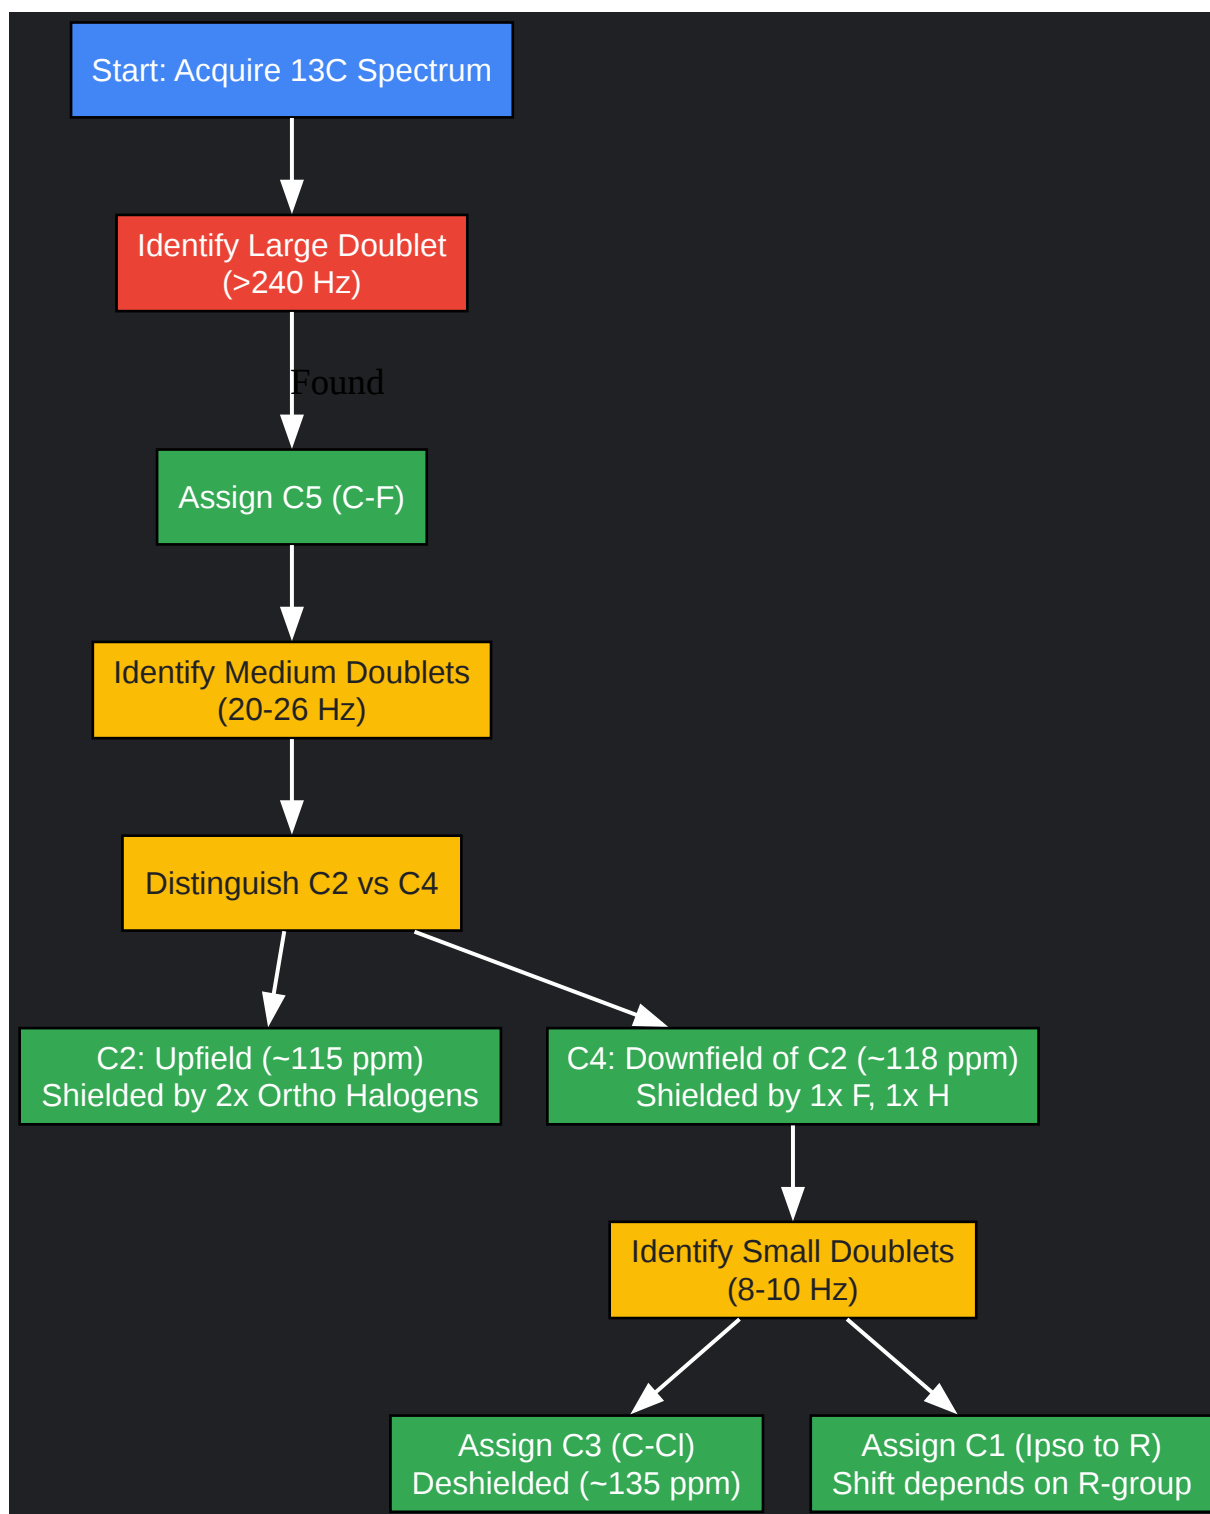 Start: Acquire 13C Spectrum
Identify Large Doublet
(>240 Hz)
Found
Assign C5 (C-F)
Identify Medium Doublets
(20-26 Hz)
Distinguish C2 vs C4
C2: Upfield (~115 ppm)
Shielded by 2x Ortho Halogens
C4: Downfield of C2 (~118 ppm)
Shielded by 1x F, 1x H
Identify Small Doublets
(8-10 Hz)
Assign C3 (C-Cl)
Deshielded (~135 ppm)
Assign C1 (Ipso to R)
Shift depends on R-group